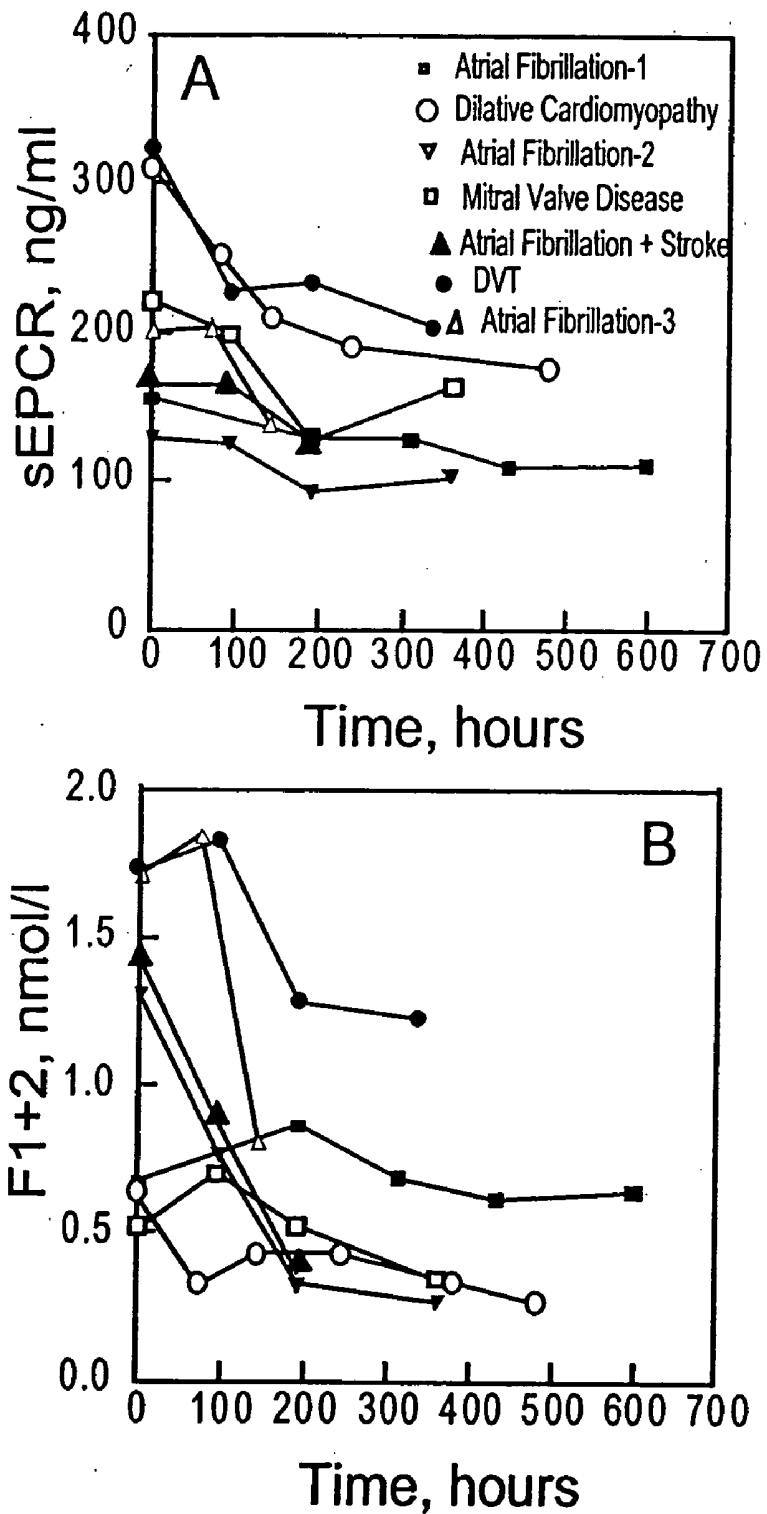 400
A
Atrial Fibrillation-1
Dilative Cardiomyopathy
Atrial Fibrillation-2
Mitral Valve Disease
Atrial Fibrillation + Stroke
DVT
Atrial Fibrillation-3
300
200
100
0
sEPCR, ng/ml
0 100 200 300 400 500 600 700
Time, hours
2.0
B
1.5
1.0
0.5
0.0
F1+2, nmol/l
0 100 200 300 400 500 600 700
Time, hours